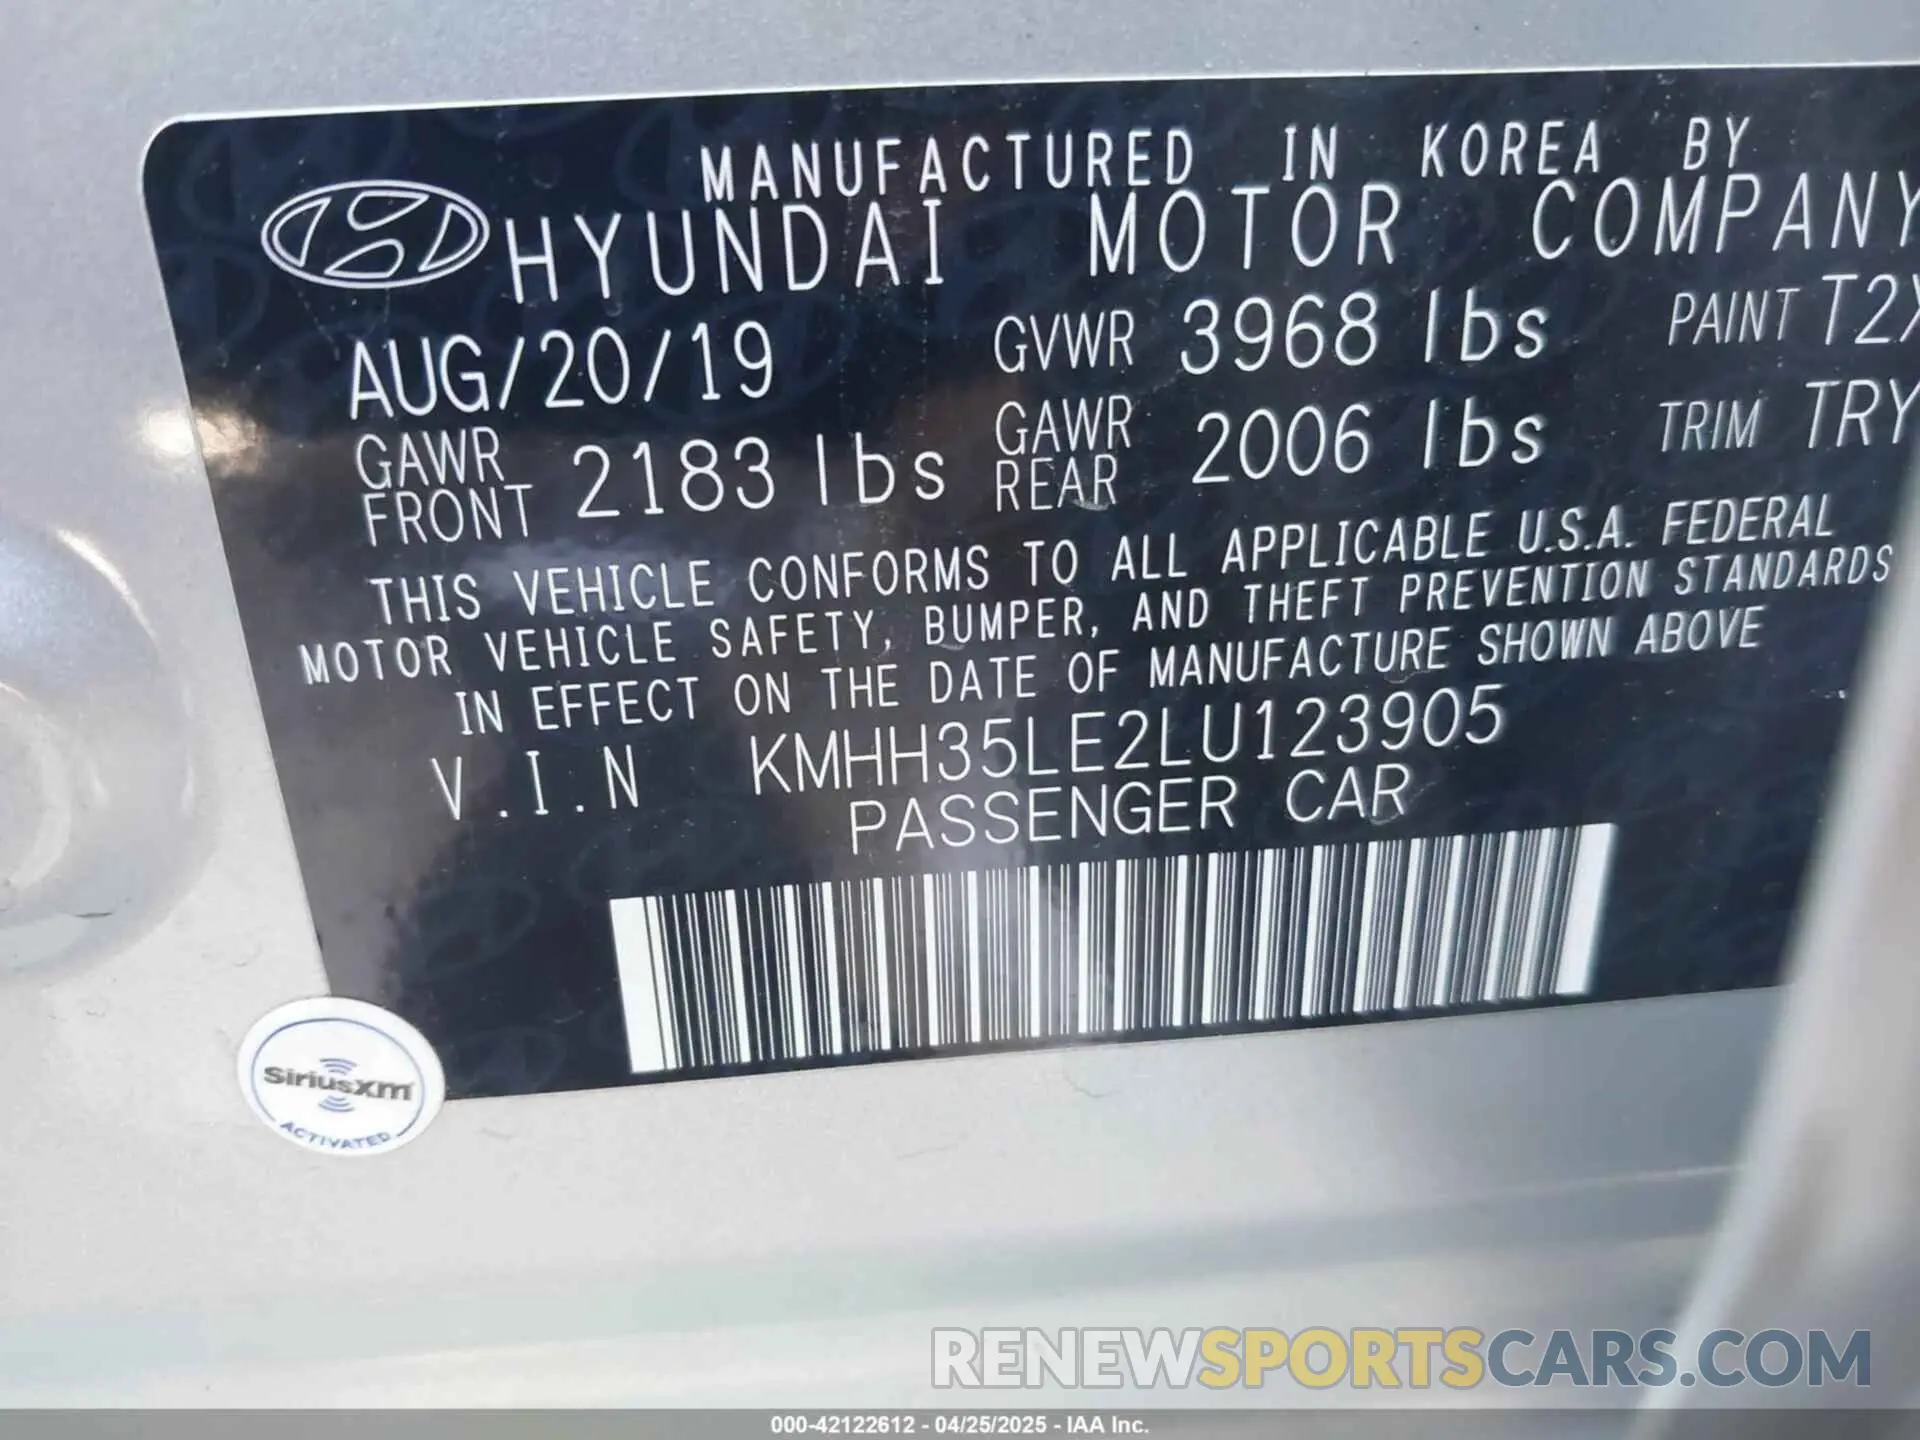 MANUFACTURED IN KOREA BY
HYUNDAI MOTOR COMPANY
AUG/20/19 GVWR 3968 lbs PAINT T2X
GAWR FRONT 2183 lbs GAWR REAR 2006 lbs TRIM TRY
THIS VEHICLE CONFORMS TO ALL APPLICABLE U.S.A. FEDERAL
MOTOR VEHICLE SAFETY, BUMPER, AND THEFT PREVENTION STANDARDS
IN EFFECT ON THE DATE OF MANUFACTURE SHOWN ABOVE
V.I.N KMHH35LE2LU123905
PASSENGER CAR
SiriusXM
ACTIVATED
RENEWSPORTSCARS.COM
000-42122612 - 04/25/2025 - IAA Inc.